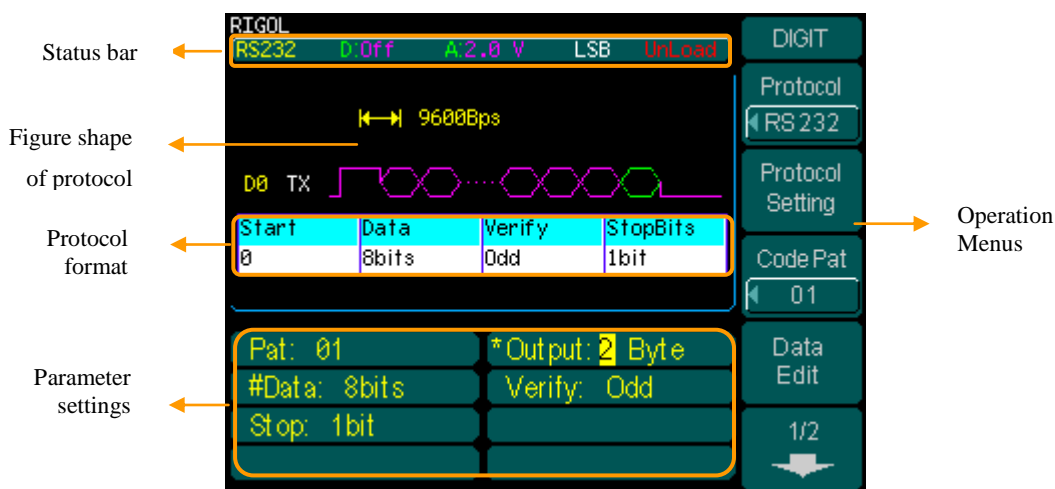 RIGOL
RS232 D:Off A:2.0 V LSB UnLoad
Status bar
9600Bps
Figure shape
of protocol
D0 TX
Start Data Verify StopBits
0 8bits Odd 1bit
Protocol
format
Pat: 01 *Output: 2 Byte
#Data: 8bits Verify: Odd
Stop: 1bit
Parameter
settings
DIGIT
Protocol
RS232
Protocol
Setting
Code Pat
01
Data
Edit
1/2
Operation
Menus